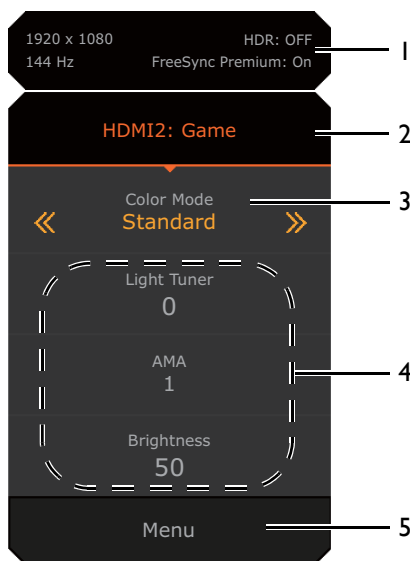 1920 x 1080 HDR: OFF 1
144 Hz FreeSync Premium: On
HDMI2: Game 2
Color Mode 3
Standard
Light Tuner
0
AMA 4
1
Brightness
50
Menu 5